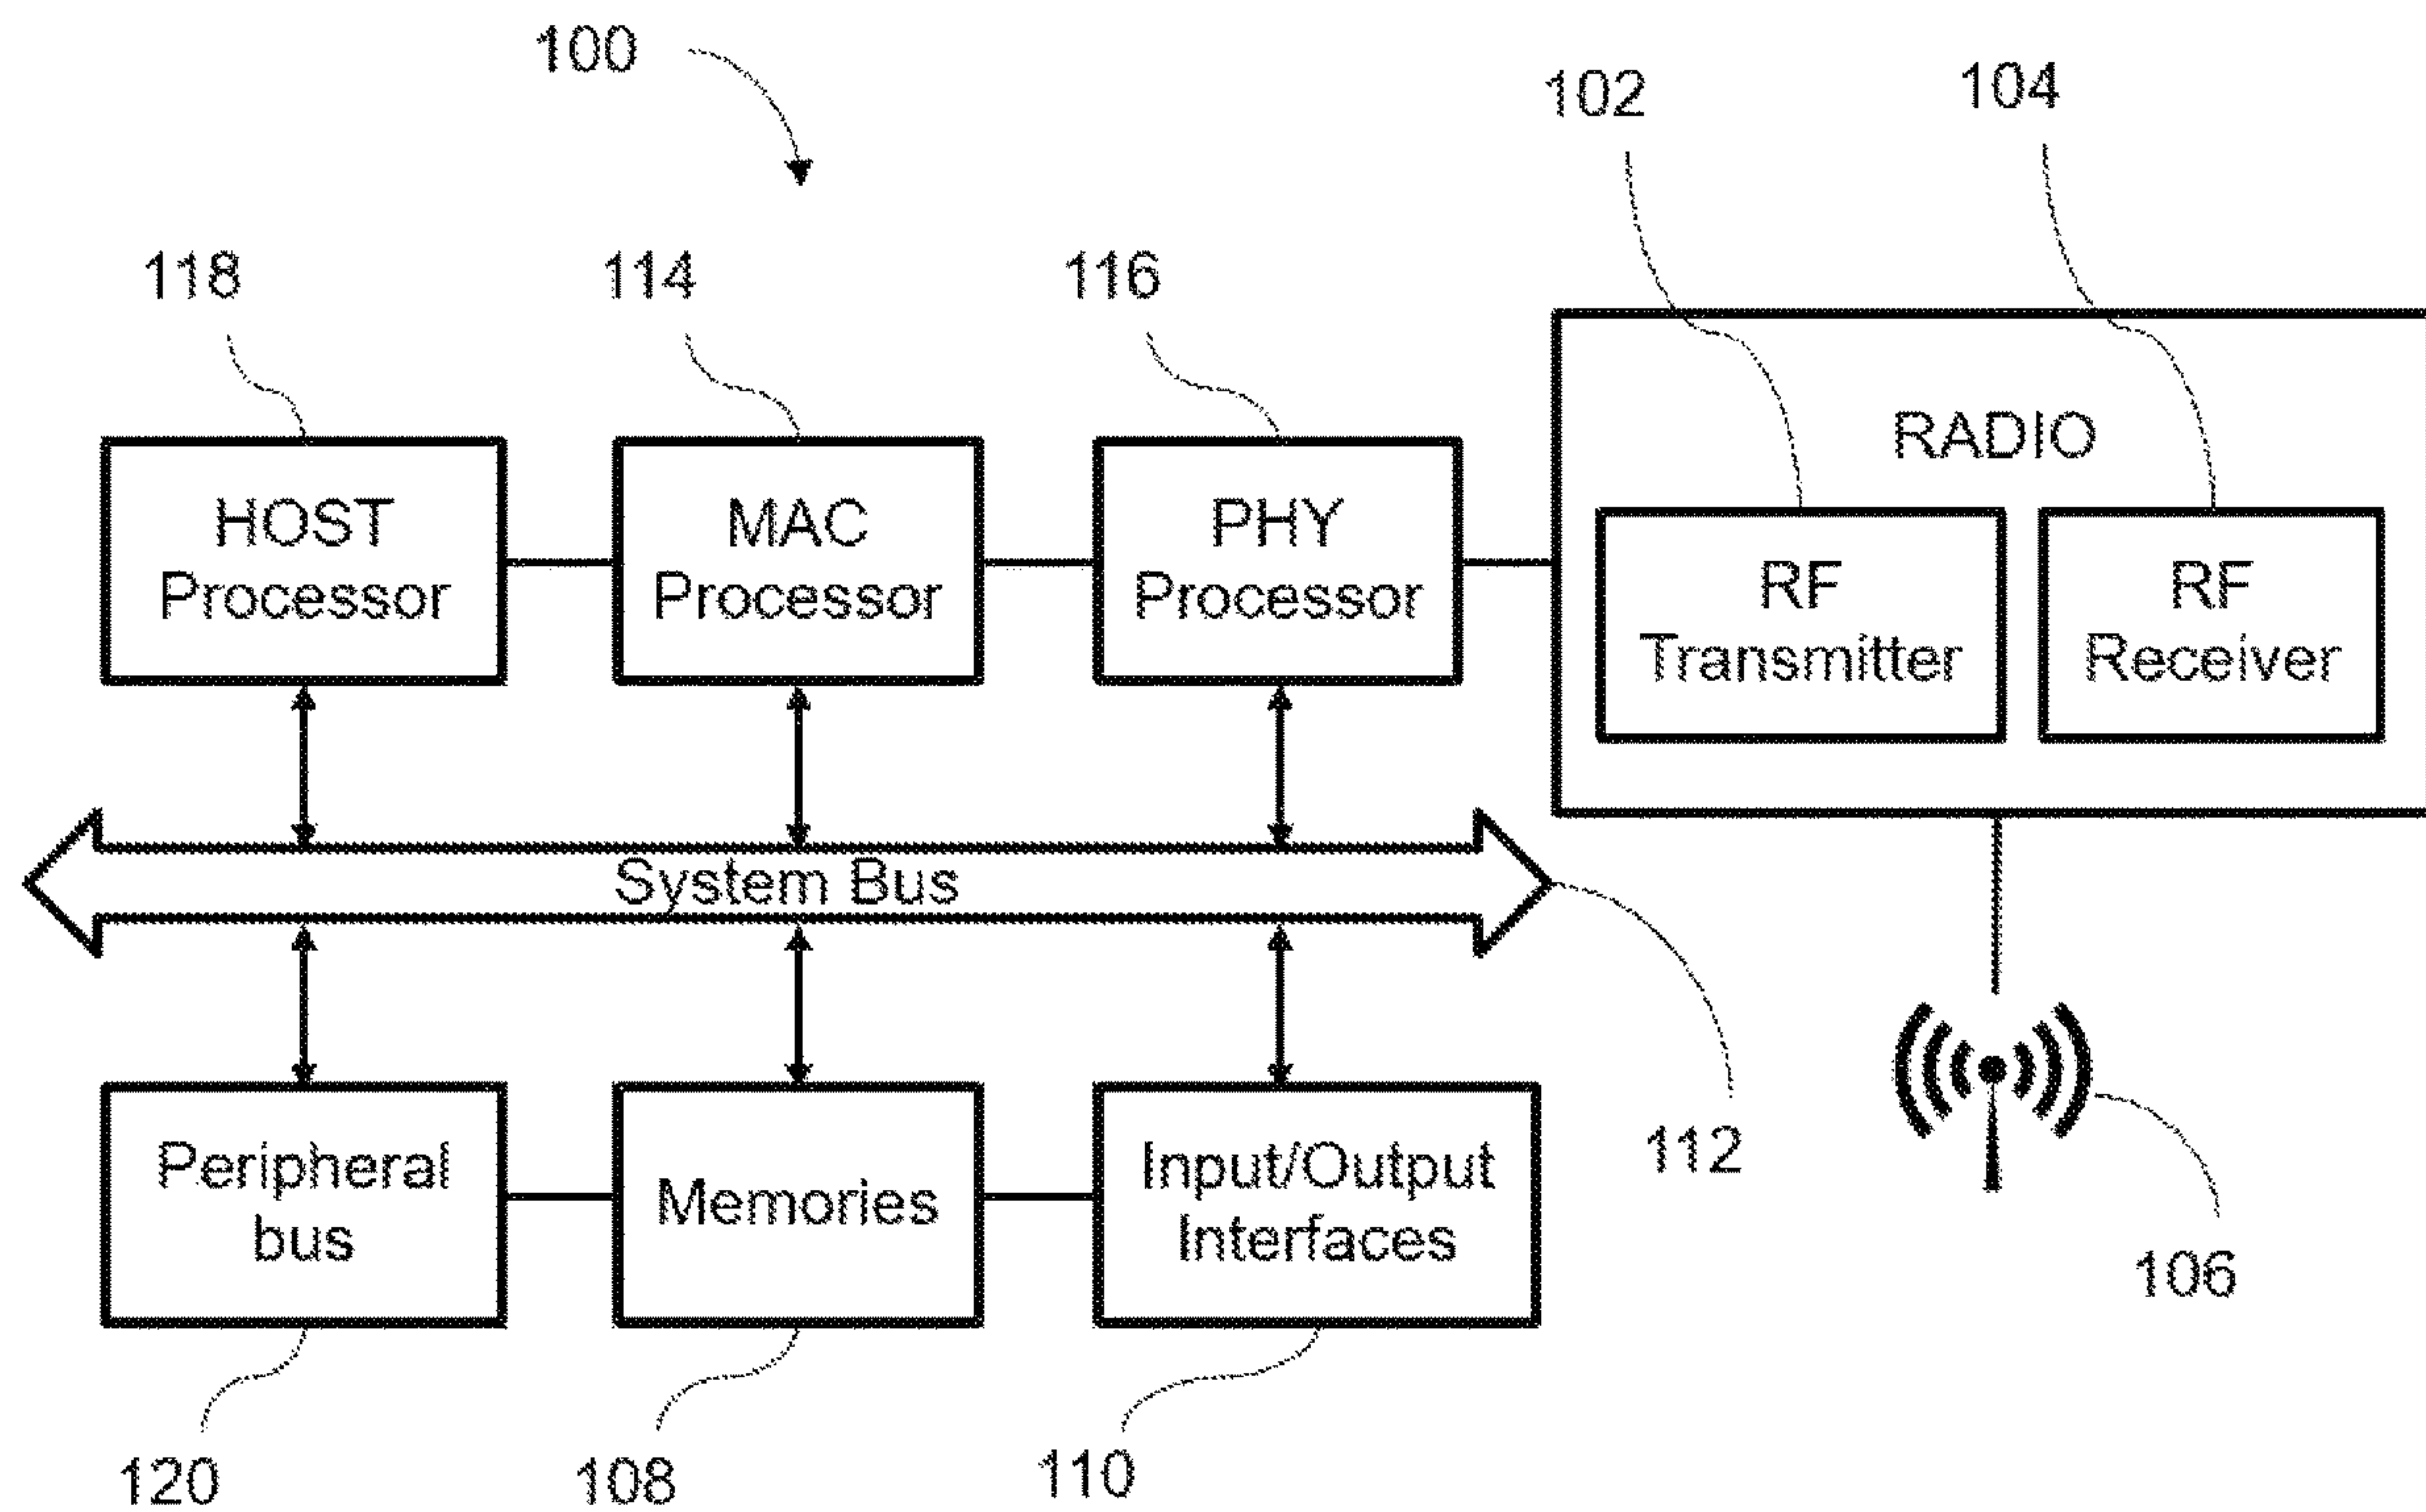 100
102
104
118
114
116
RADIO
HOST
Processor
MAC
Processor
PHY
Processor
RF
Transmitter
RF
Receiver
System Bus
Peripheral
bus
Memories
Input/Output
Interfaces
112
106
120
108
110